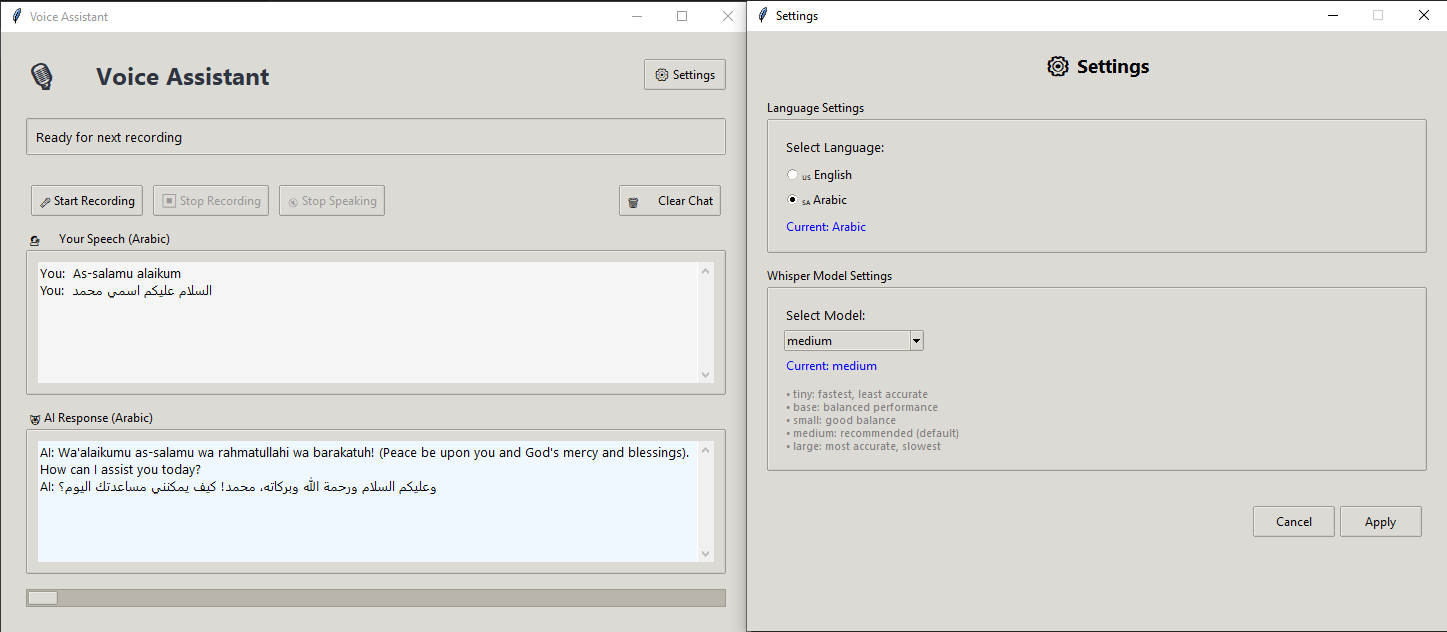 Voice Assistant
Voice Assistant
Settings
Ready for next recording
Start Recording
Stop Recording
Stop Speaking
Clear Chat
Your Speech (Arabic)
You: As-salamu alaikum
You: السلام عليكم اسمي محمد
AI Response (Arabic)
AI: Wa'alaikumu as-salamu wa rahmatullahi wa barakatuh! (Peace be upon you and God's mercy and blessings).
How can I assist you today?
AI: وعليكم السلام ورحمة الله وبركاته، محمد! كيف يمكنني مساعدتك اليوم؟
Settings
Settings
Language Settings
Select Language:
US English
SA Arabic
Current: Arabic
Whisper Model Settings
Select Model:
medium
Current: medium
• tiny: fastest, least accurate
• base: balanced performance
• small: good balance
• medium: recommended (default)
• large: most accurate, slowest
Cancel
Apply